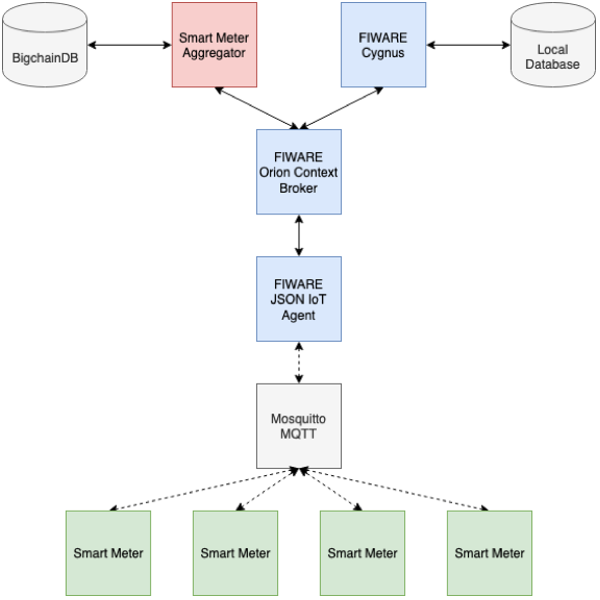 BigchainDB
Smart Meter
Aggregator
FIWARE
Cygnus
Local
Database
FIWARE
Orion Context
Broker
FIWARE
JSON IoT
Agent
Mosquitto
MQTT
Smart Meter
Smart Meter
Smart Meter
Smart Meter